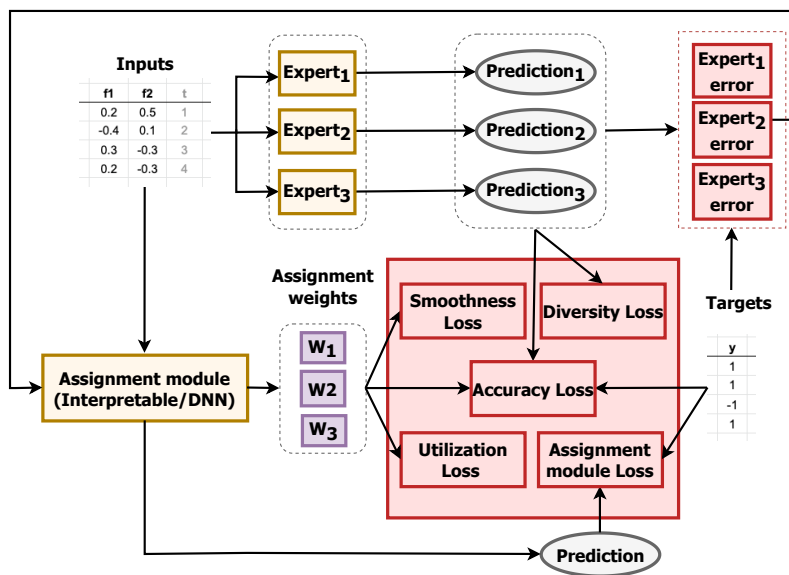 Inputs
f1 f2 t
0.2 0.5 1
-0.4 0.1 2
0.3 -0.3 3
0.2 -0.3 4
Expert1
Expert2
Expert3
Prediction1
Prediction2
Prediction3
Expert1
error
Expert2
error
Expert3
error
Assignment
weights
W1
W2
W3
Smoothness
Loss
Diversity Loss
Accuracy Loss
Utilization
Loss
Assignment
module Loss
Targets
y
1
1
-1
1
Assignment module
(Interpretable/DNN)
Prediction